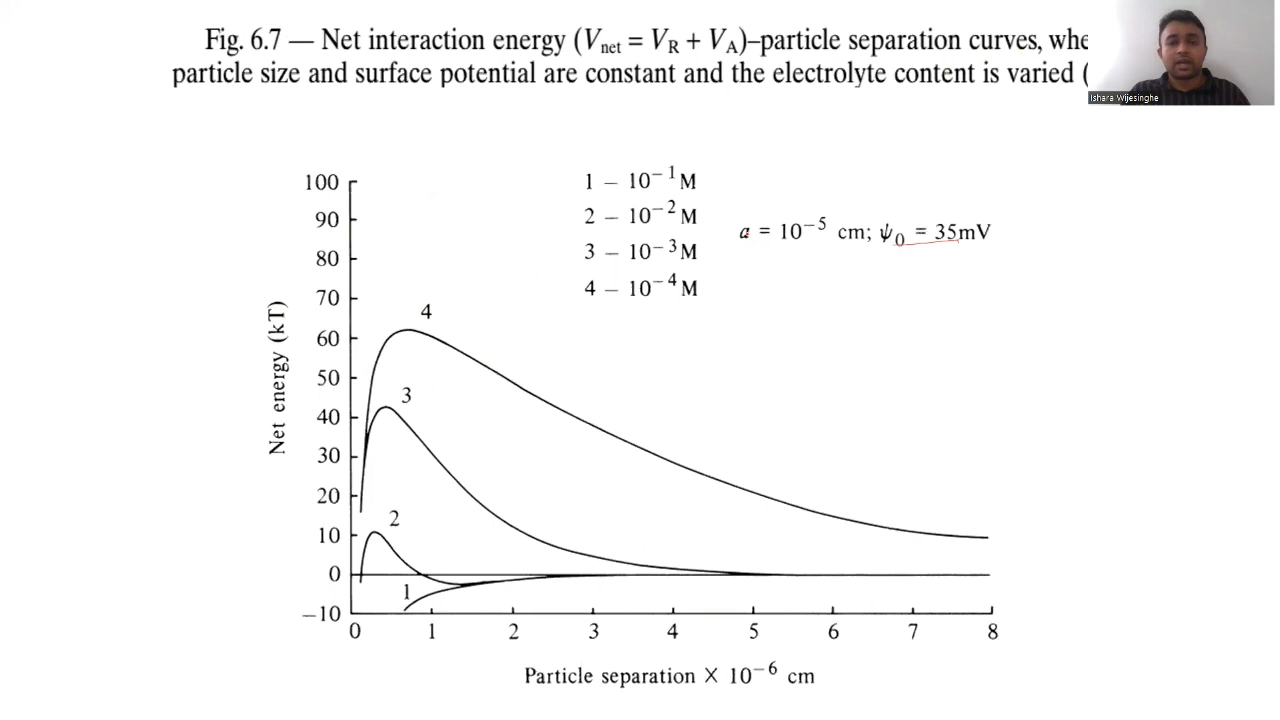 Fig. 6.7 — Net interaction energy (V_net = V_R + V_A)–particle separation curves,
particle size and surface potential are constant and the electrolyte content is varied (
Ishara Wijesinghe
1 – 10⁻¹ M
2 – 10⁻² M
3 – 10⁻³ M
4 – 10⁻⁴ M
a = 10⁻⁵ cm; ψ₀ = 35mV
Net energy (kT)
100
90
80
70
60
50
40
30
20
10
0
–10
4
3
2
1
0 1 2 3 4 5 6 7 8
Particle separation × 10⁻⁶ cm